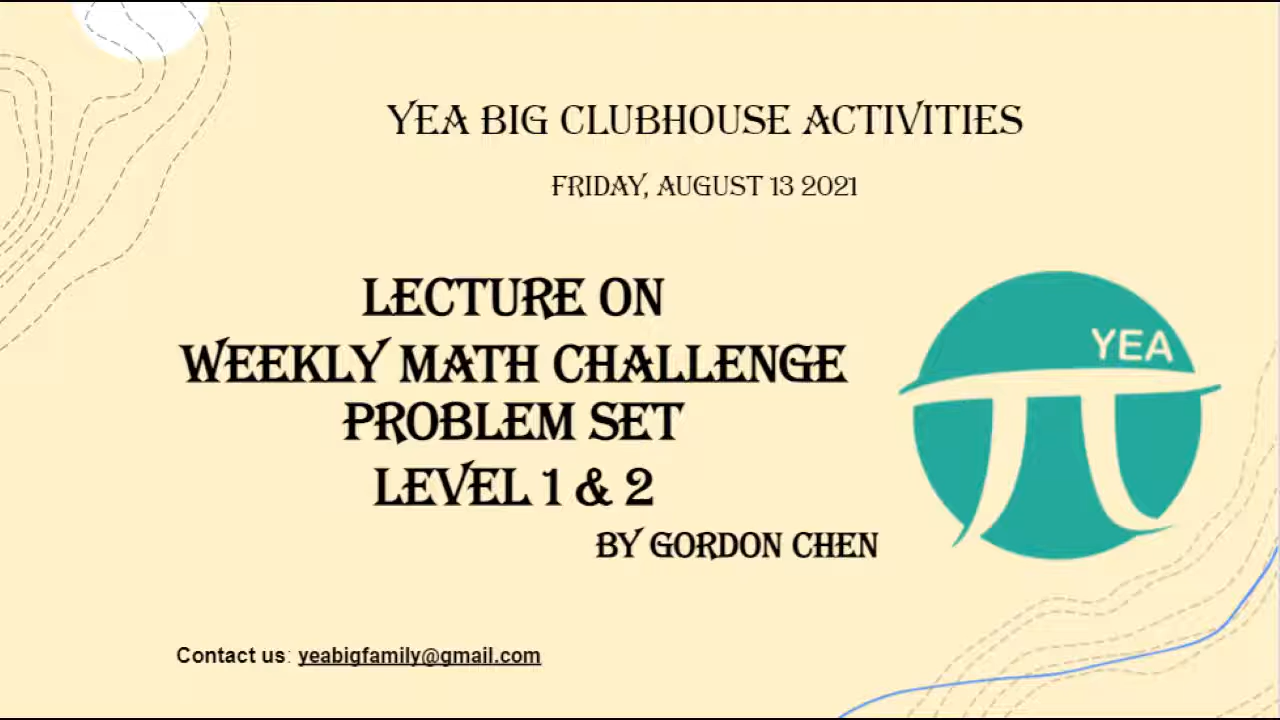 YEA BIG CLUBHOUSE ACTIVITIES
FRIDAY, AUGUST 13 2021
LECTURE ON
WEEKLY MATH CHALLENGE
PROBLEM SET
LEVEL 1 & 2
BY GORDON CHEN
YEA
Contact us: yeabigfamily@gmail.com